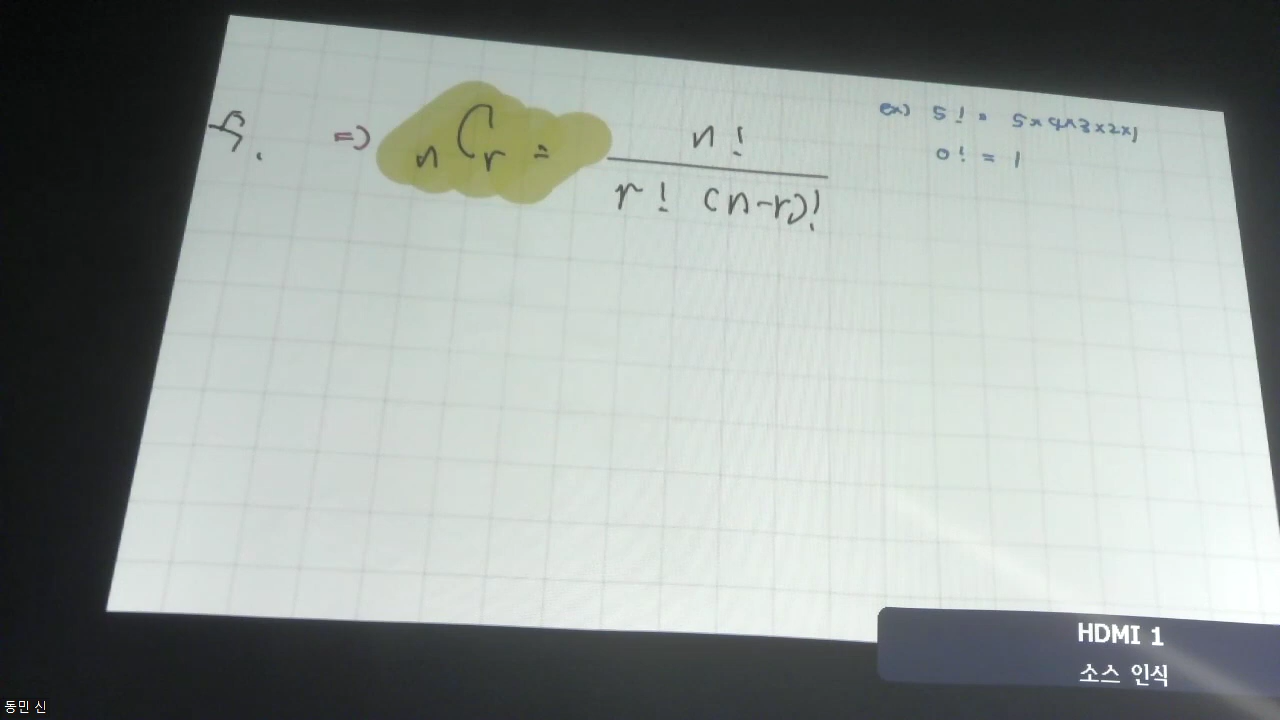 ex) 5! = 5×4×3×2×1
0! = 1
=> nCr = n! / r! (n-r)!
HDMI 1
소스 인식
동민 신